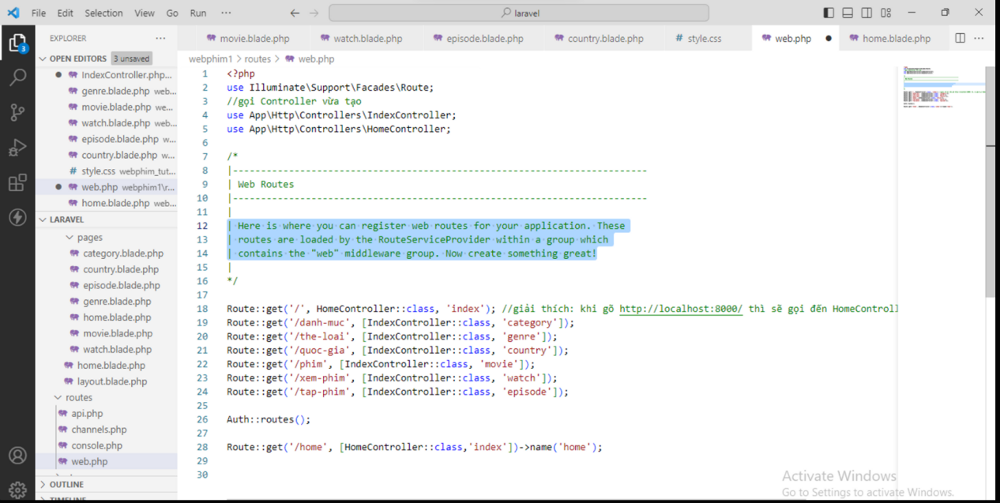 File Edit Selection View Go Run ··· laravel
EXPLORER ···
OPEN EDITORS 3 unsaved
IndexController.php...
genre.blade.php web...
movie.blade.php we...
watch.blade.php web...
episode.blade.php w...
country.blade.php w...
# style.css webphim_tut...
web.php webphim1\r...
home.blade.php web...
LARAVEL
pages
category.blade.php
country.blade.php
episode.blade.php
genre.blade.php
home.blade.php
movie.blade.php
watch.blade.php
home.blade.php
layout.blade.php
routes
api.php
channels.php
console.php
web.php
OUTLINE
TIMELINE
3
movie.blade.php watch.blade.php episode.blade.php country.blade.php # style.css web.php home.blade.php ···
webphim1 > routes > web.php
1 <?php
2 use Illuminate\Support\Facades\Route;
3 //gọi Controller vừa tạo
4 use App\Http\Controllers\IndexController;
5 use App\Http\Controllers\HomeController;
6
7 /*
8 |--------------------------------------------------------------------------
9 | Web Routes
10 |--------------------------------------------------------------------------
11 |
12 | Here is where you can register web routes for your application. These
13 | routes are loaded by the RouteServiceProvider within a group which
14 | contains the "web" middleware group. Now create something great!
15 |
16 */
17
18 Route::get('/', HomeController::class, 'index'); //giải thích: khi gõ http://localhost:8000/ thì sẽ gọi đến HomeControll
19 Route::get('/danh-muc', [IndexController::class, 'category']);
20 Route::get('/the-loai', [IndexController::class, 'genre']);
21 Route::get('/quoc-gia', [IndexController::class, 'country']);
22 Route::get('/phim', [IndexController::class, 'movie']);
23 Route::get('/xem-phim', [IndexController::class, 'watch']);
24 Route::get('/tap-phim', [IndexController::class, 'episode']);
25
26 Auth::routes();
27
28 Route::get('/home', [HomeController::class,'index'])->name('home');
29
30
Activate Windows
Go to Settings to activate Windows.